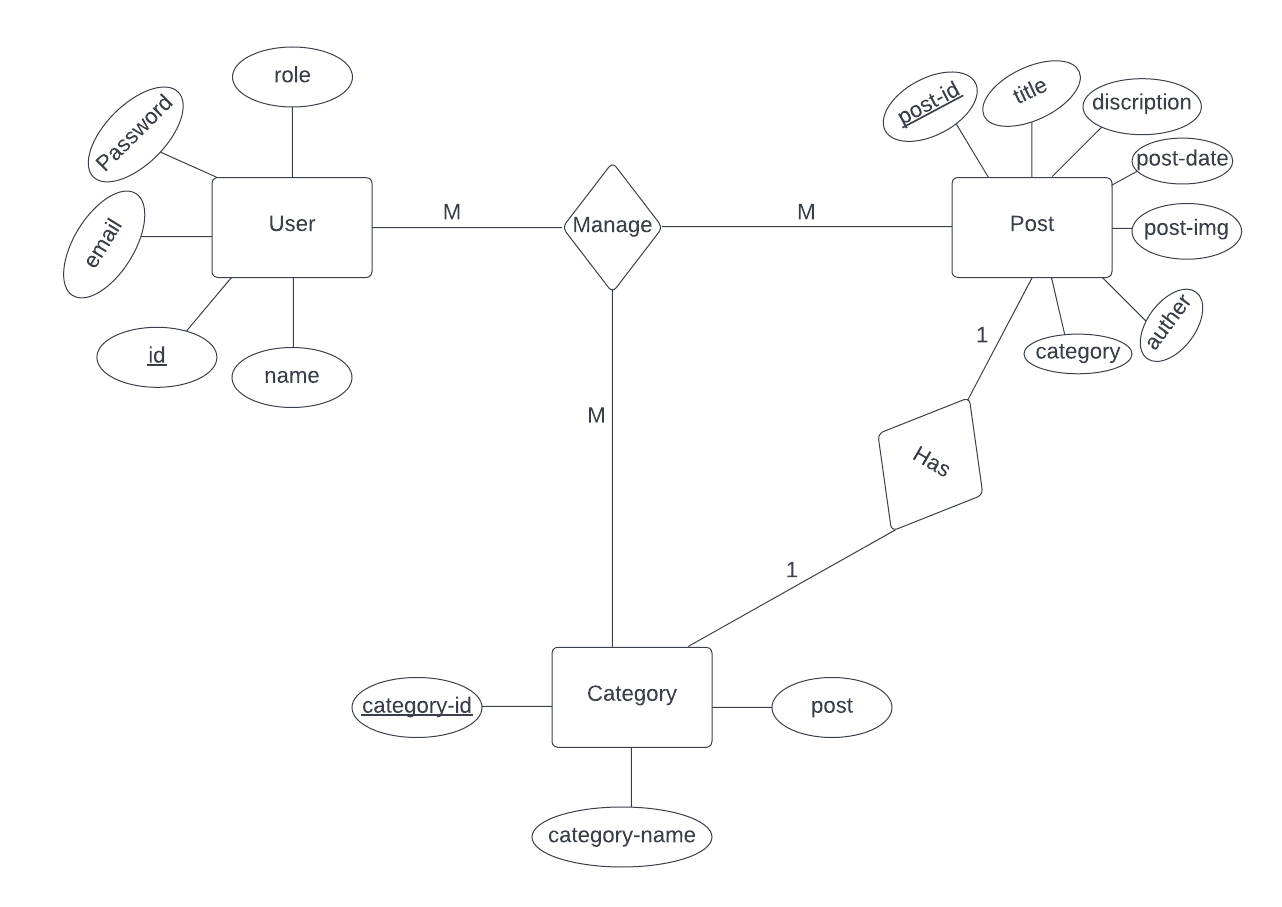 role
Password
post-id
title
discription
post-date
User
M
Manage
M
Post
post-img
email
id
name
1
category
auther
M
Has
1
category-id
Category
post
category-name